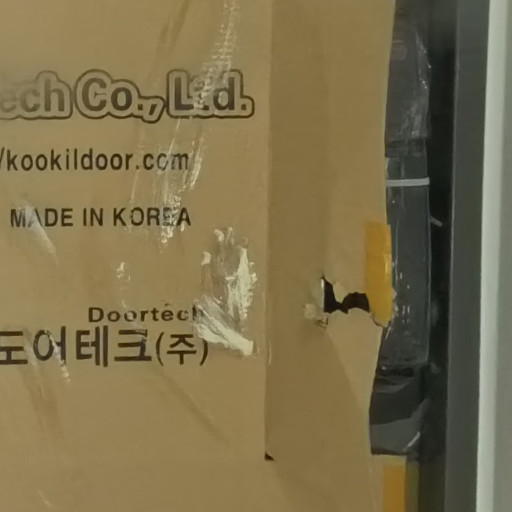 ech Co., Ltd.
/kookildoor.com
MADE IN KOREA
Doortech
도어테크(주)